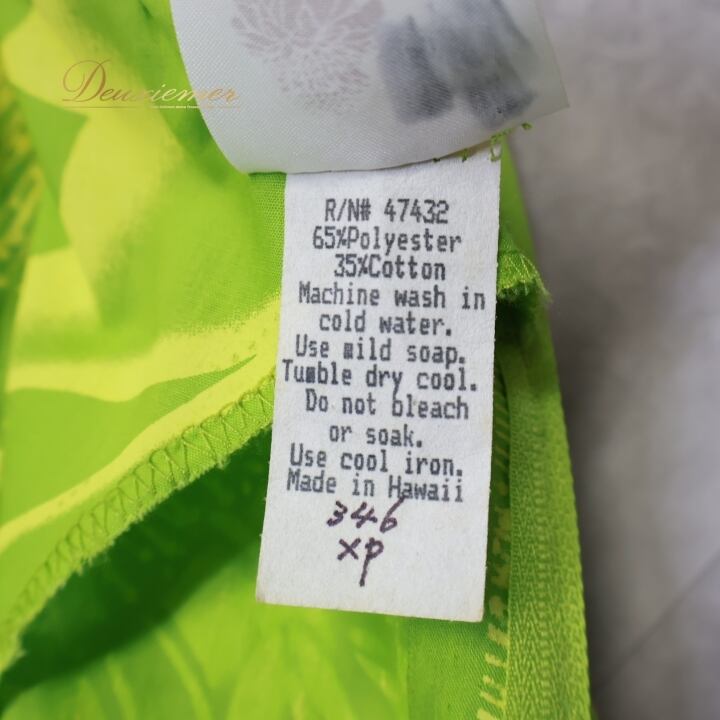 Deuxiemer
R/N# 47432
65%Polyester
35%Cotton
Machine wash in
cold water.
Use mild soap.
Tumble dry cool.
Do not bleach
or soak.
Use cool iron.
Made in Hawaii
346
XP